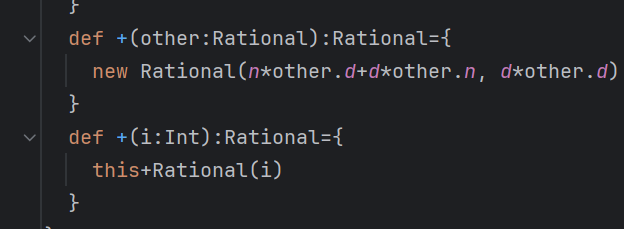 }
def +(other:Rational):Rational={
new Rational(n*other.d+d*other.n, d*other.d)
}
def +(i:Int):Rational={
this+Rational(i)
}